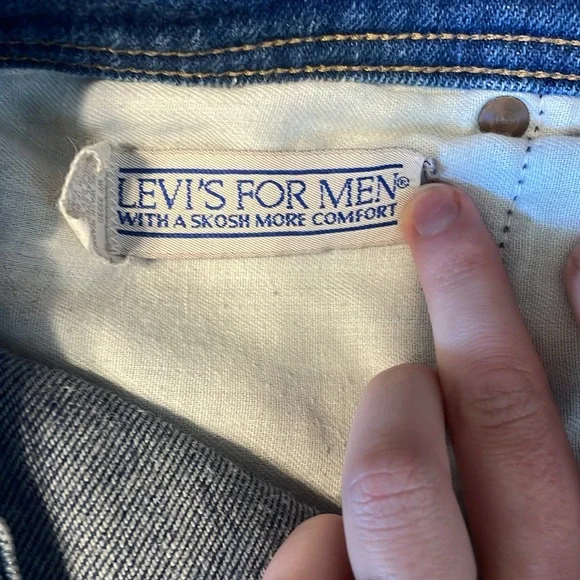 LEVI'S FOR MEN®
WITH A SKOSH MORE COMFORT